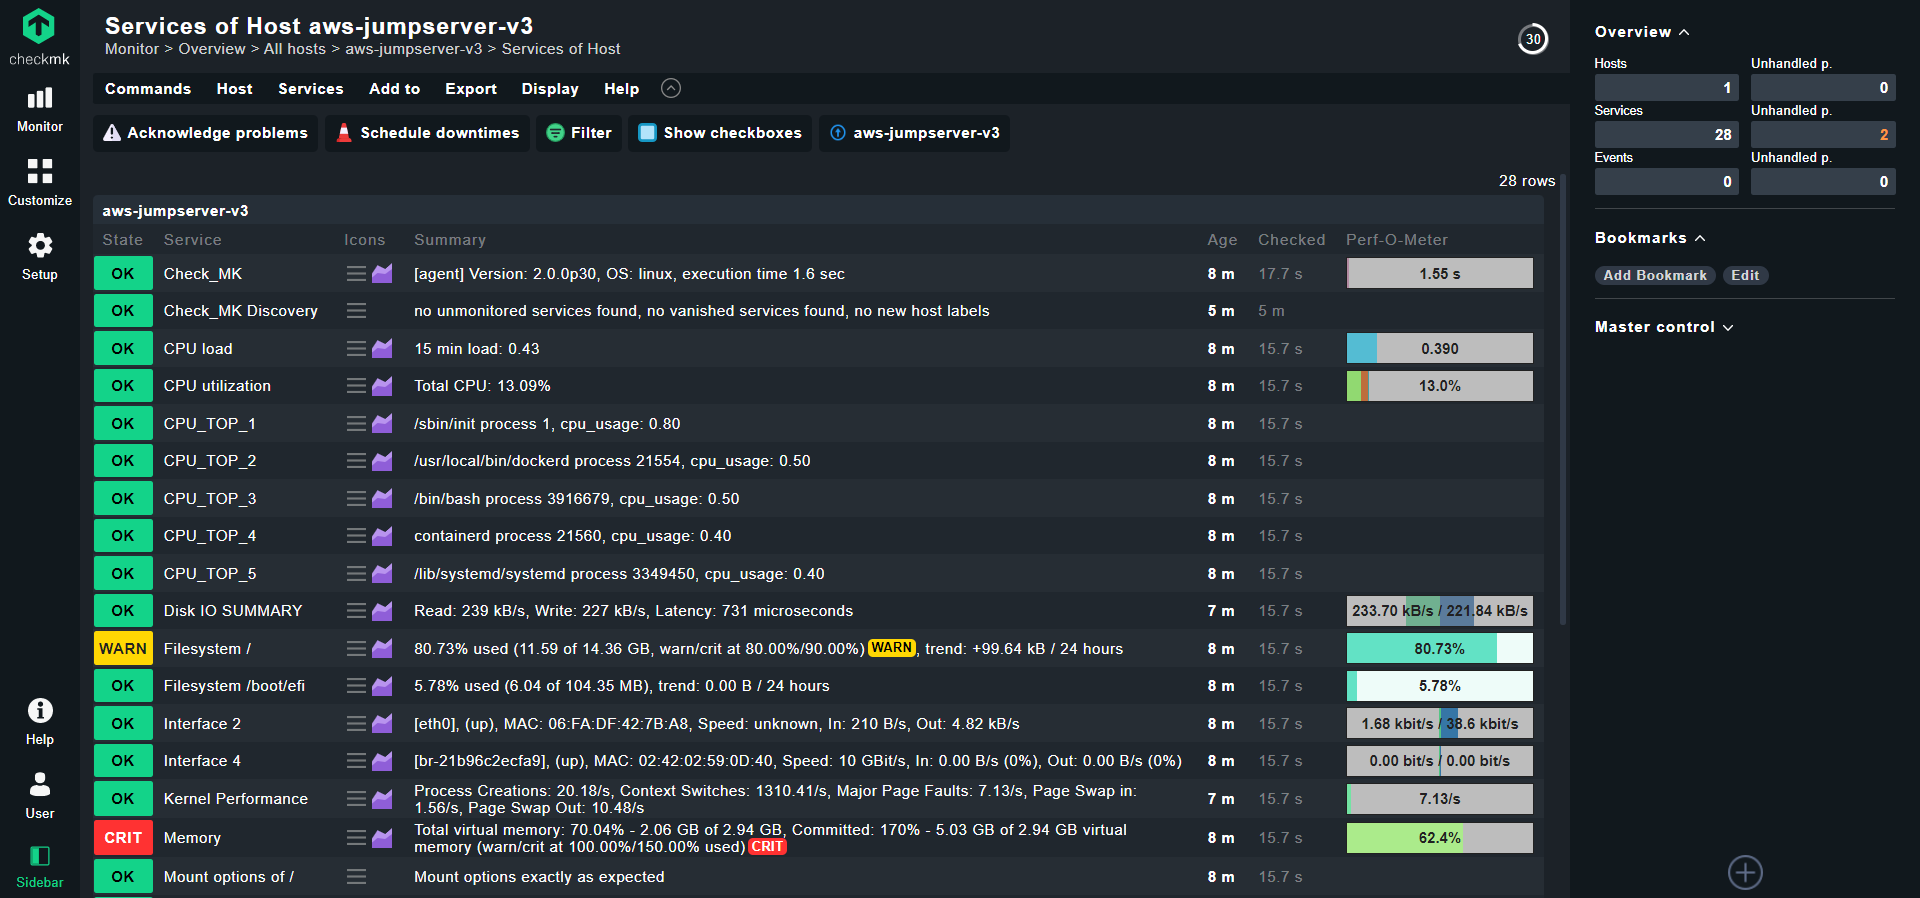 checkmk
Monitor
Customize
Setup
Help
User
Sidebar
Services of Host aws-jumpserver-v3
Monitor > Overview > All hosts > aws-jumpserver-v3 > Services of Host
30
Commands Host Services Add to Export Display Help
Acknowledge problems Schedule downtimes Filter Show checkboxes aws-jumpserver-v3
28 rows
aws-jumpserver-v3
State Service Icons Summary Age Checked Perf-O-Meter
OK Check_MK [agent] Version: 2.0.0p30, OS: linux, execution time 1.6 sec 8 m 17.7 s 1.55 s
OK Check_MK Discovery no unmonitored services found, no vanished services found, no new host labels 5 m 5 m
OK CPU load 15 min load: 0.43 8 m 15.7 s 0.390
OK CPU utilization Total CPU: 13.09% 8 m 15.7 s 13.0%
OK CPU_TOP_1 /sbin/init process 1, cpu_usage: 0.80 8 m 15.7 s
OK CPU_TOP_2 /usr/local/bin/dockerd process 21554, cpu_usage: 0.50 8 m 15.7 s
OK CPU_TOP_3 /bin/bash process 3916679, cpu_usage: 0.50 8 m 15.7 s
OK CPU_TOP_4 containerd process 21560, cpu_usage: 0.40 8 m 15.7 s
OK CPU_TOP_5 /lib/systemd/systemd process 3349450, cpu_usage: 0.40 8 m 15.7 s
OK Disk IO SUMMARY Read: 239 kB/s, Write: 227 kB/s, Latency: 731 microseconds 7 m 15.7 s 233.70 kB/s / 221.84 kB/s
WARN Filesystem / 80.73% used (11.59 of 14.36 GB, warn/crit at 80.00%/90.00%) WARN, trend: +99.64 kB / 24 hours 8 m 15.7 s 80.73%
OK Filesystem /boot/efi 5.78% used (6.04 of 104.35 MB), trend: 0.00 B / 24 hours 8 m 15.7 s 5.78%
OK Interface 2 [eth0], (up), MAC: 06:FA:DF:42:7B:A8, Speed: unknown, In: 210 B/s, Out: 4.82 kB/s 8 m 15.7 s 1.68 kbit/s / 38.6 kbit/s
OK Interface 4 [br-21b96c2ecfa9], (up), MAC: 02:42:02:59:0D:40, Speed: 10 GBit/s, In: 0.00 B/s (0%), Out: 0.00 B/s (0%) 8 m 15.7 s 0.00 bit/s / 0.00 bit/s
OK Kernel Performance Process Creations: 20.18/s, Context Switches: 1310.41/s, Major Page Faults: 7.13/s, Page Swap in: 7 m 15.7 s 7.13/s
1.56/s, Page Swap Out: 10.48/s
CRIT Memory Total virtual memory: 70.04% - 2.06 GB of 2.94 GB, Committed: 170% - 5.03 GB of 2.94 GB virtual 8 m 15.7 s 62.4%
memory (warn/crit at 100.00%/150.00% used) CRIT
OK Mount options of / Mount options exactly as expected 8 m 15.7 s
Overview
Hosts Unhandled p.
1 0
Services Unhandled p.
28 2
Events Unhandled p.
0 0
Bookmarks
Add Bookmark Edit
Master control